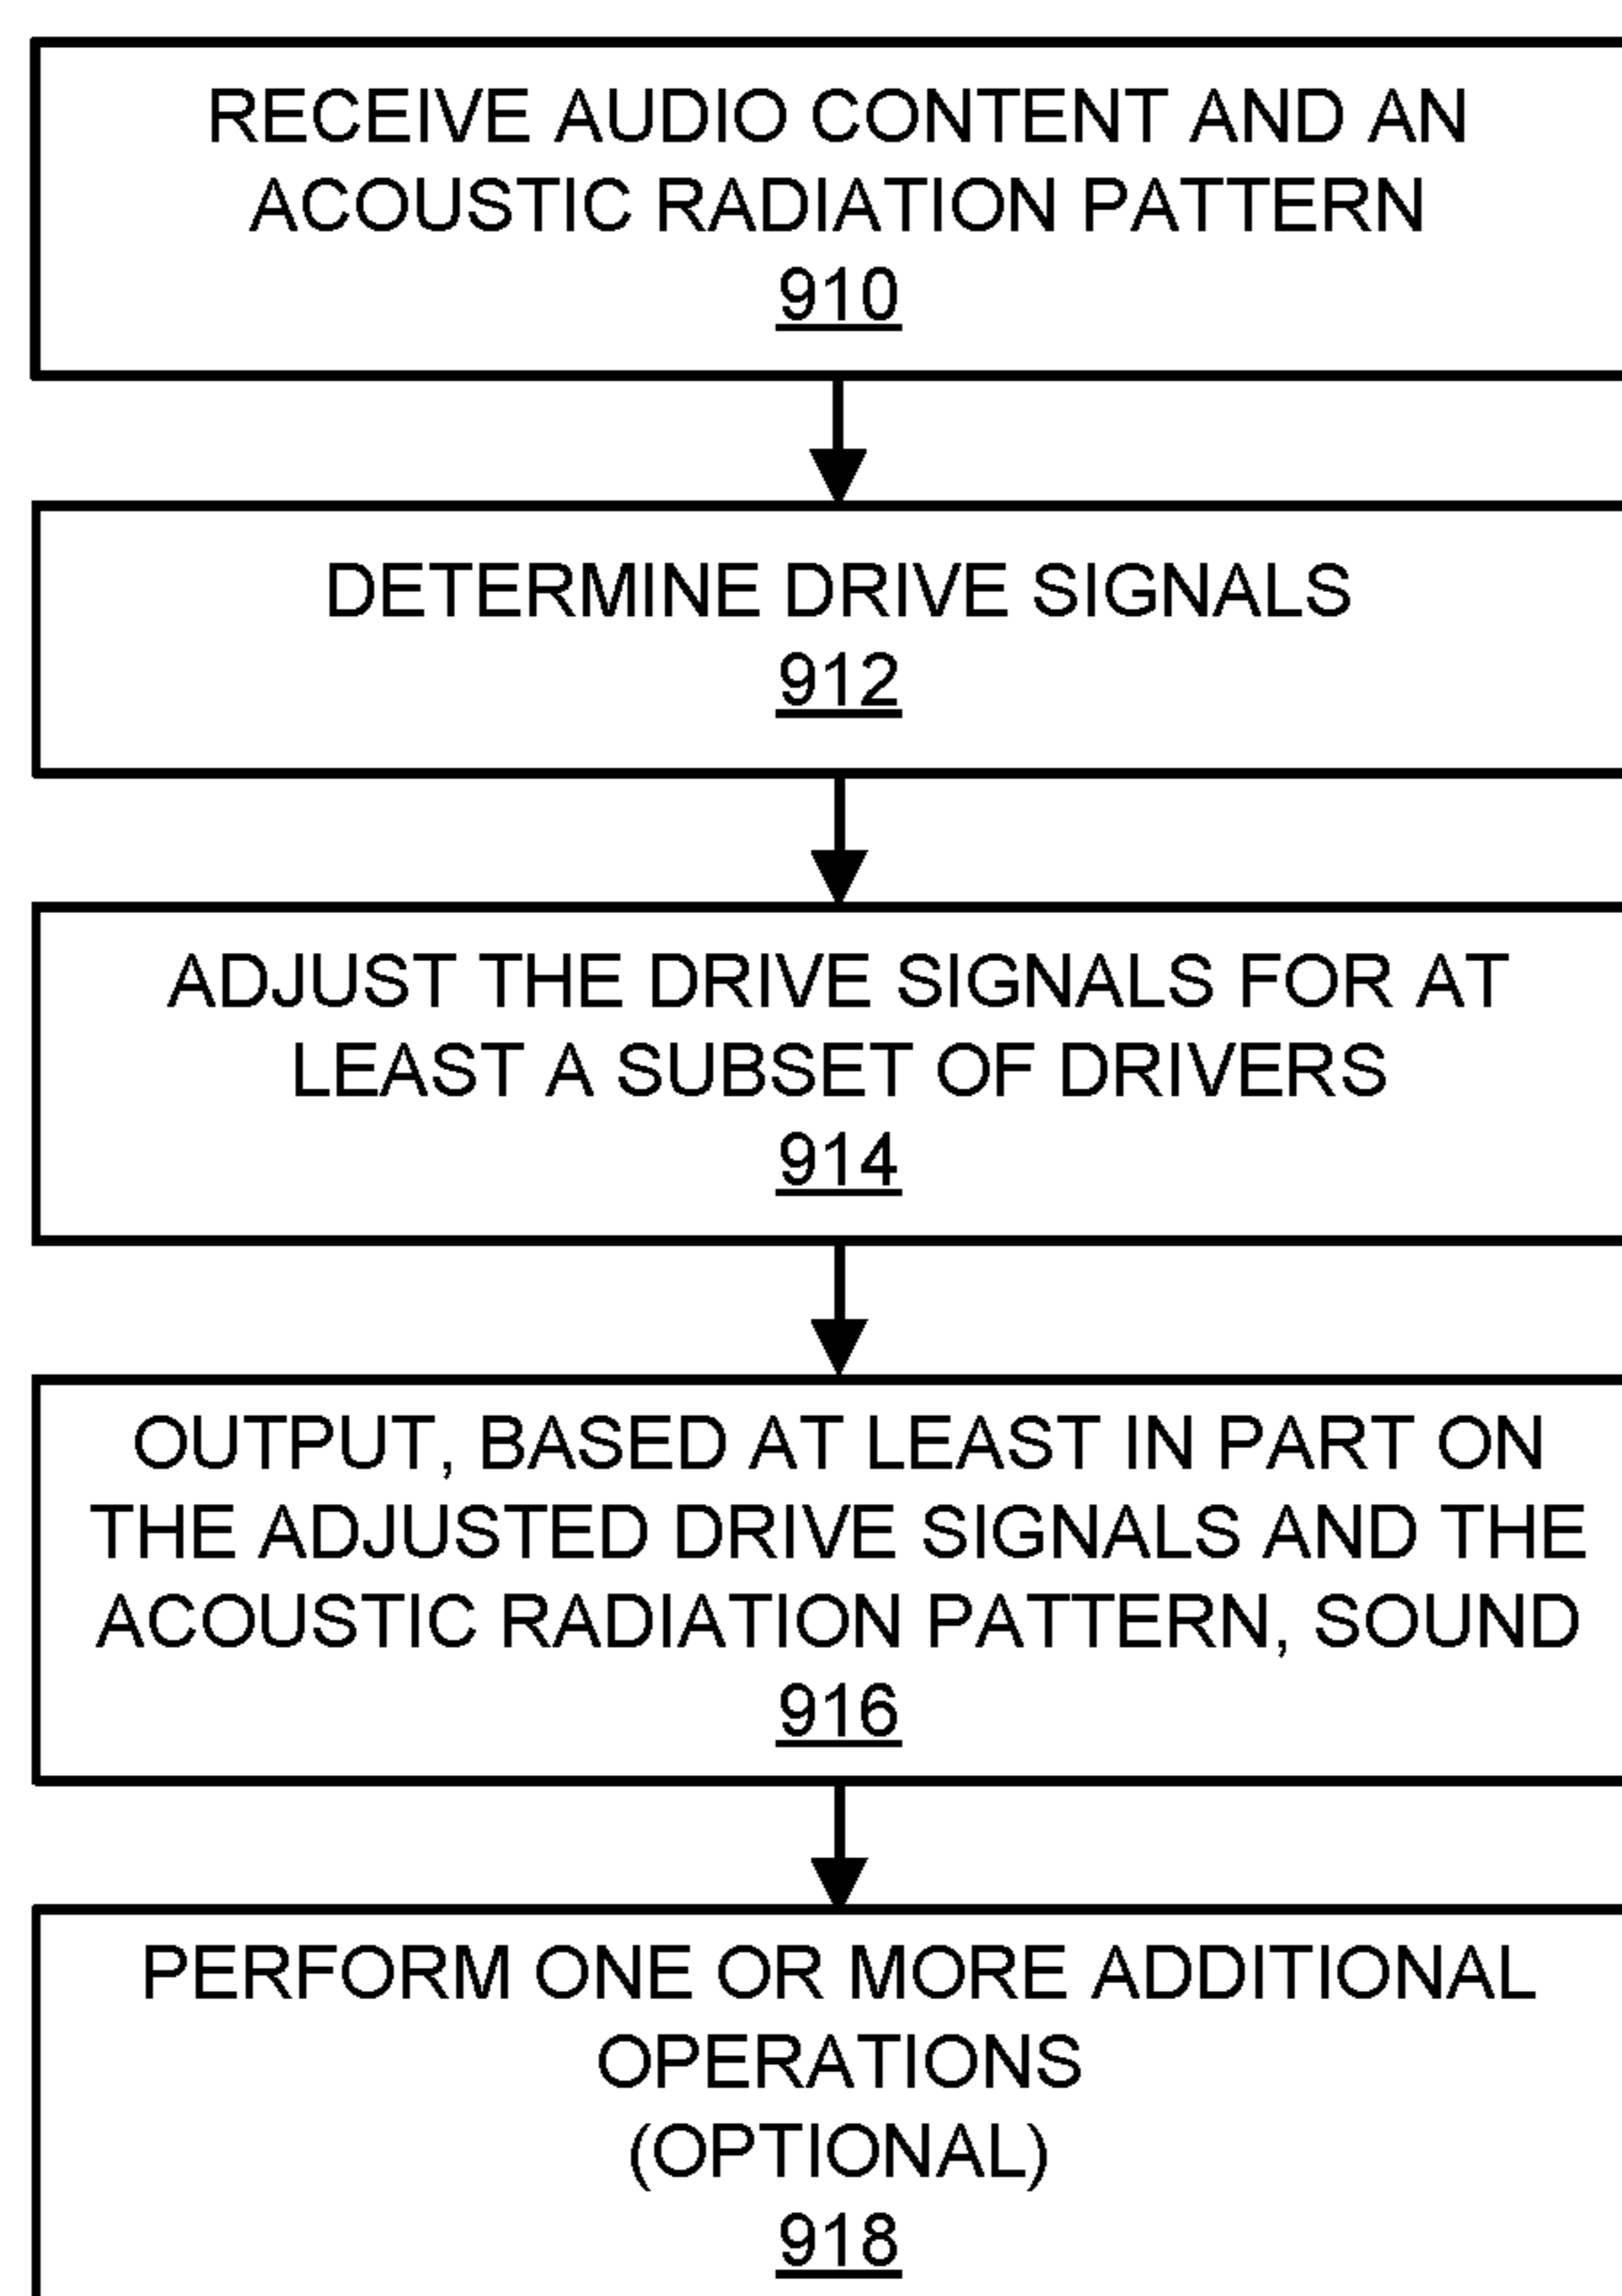 RECEIVE AUDIO CONTENT AND AN
ACOUSTIC RADIATION PATTERN
910
DETERMINE DRIVE SIGNALS
912
ADJUST THE DRIVE SIGNALS FOR AT
LEAST A SUBSET OF DRIVERS
914
OUTPUT, BASED AT LEAST IN PART ON
THE ADJUSTED DRIVE SIGNALS AND THE
ACOUSTIC RADIATION PATTERN, SOUND
916
PERFORM ONE OR MORE ADDITIONAL
OPERATIONS
(OPTIONAL)
918